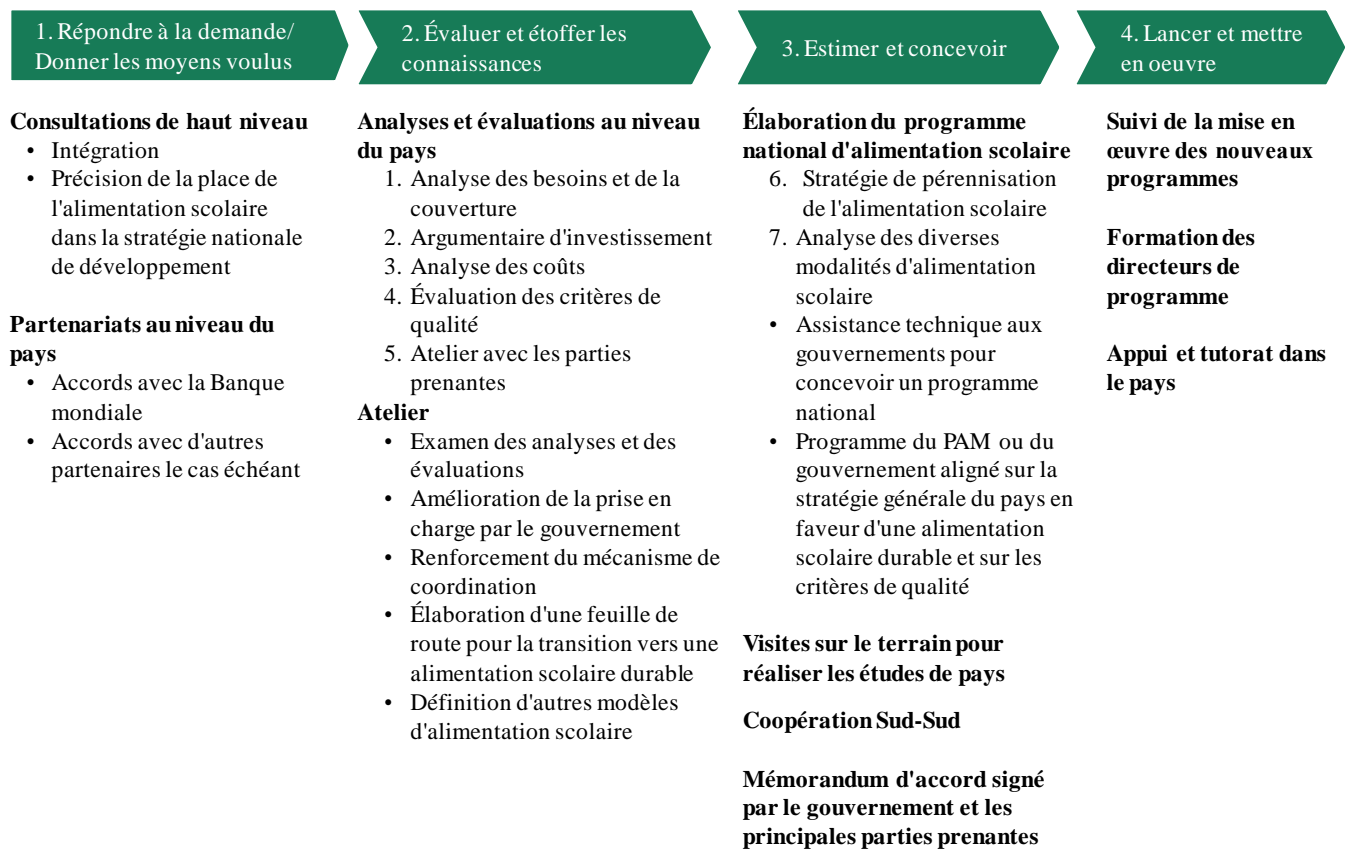 1. Répondre à la demande/
Donner les moyens voulus
2. Évaluer et étoffer les
connaissances
3. Estimer et concevoir
4. Lancer et mettre
en oeuvre
Consultations de haut niveau
• Intégration
• Précision de la place de
l'alimentation scolaire
dans la stratégie nationale
de développement
Partenariats au niveau du
pays
• Accords avec la Banque
mondiale
• Accords avec d'autres
partenaires le cas échéant
Analyses et évaluations au niveau
du pays
1. Analyse des besoins et de la
couverture
2. Argumentaire d'investissement
3. Analyse des coûts
4. Évaluation des critères de
qualité
5. Atelier avec les parties
prenantes
Atelier
• Examen des analyses et des
évaluations
• Amélioration de la prise en
charge par le gouvernement
• Renforcement du mécanisme de
coordination
• Élaboration d'une feuille de
route pour la transition vers une
alimentation scolaire durable
• Définition d'autres modèles
d'alimentation scolaire
Élaboration du programme
national d'alimentation scolaire
6. Stratégie de pérennisation
de l'alimentation scolaire
7. Analyse des diverses
modalités d'alimentation
scolaire
• Assistance technique aux
gouvernements pour
concevoir un programme
national
• Programme du PAM ou du
gouvernement aligné sur la
stratégie générale du pays en
faveur d'une alimentation
scolaire durable et sur les
critères de qualité
Visites sur le terrain pour
réaliser les études de pays
Coopération Sud-Sud
Mémorandum d'accord signé
par le gouvernement et les
principales parties prenantes
Suivi de la mise en
œuvre des nouveaux
programmes
Formation des
directeurs de
programme
Appui et tutorat dans
le pays